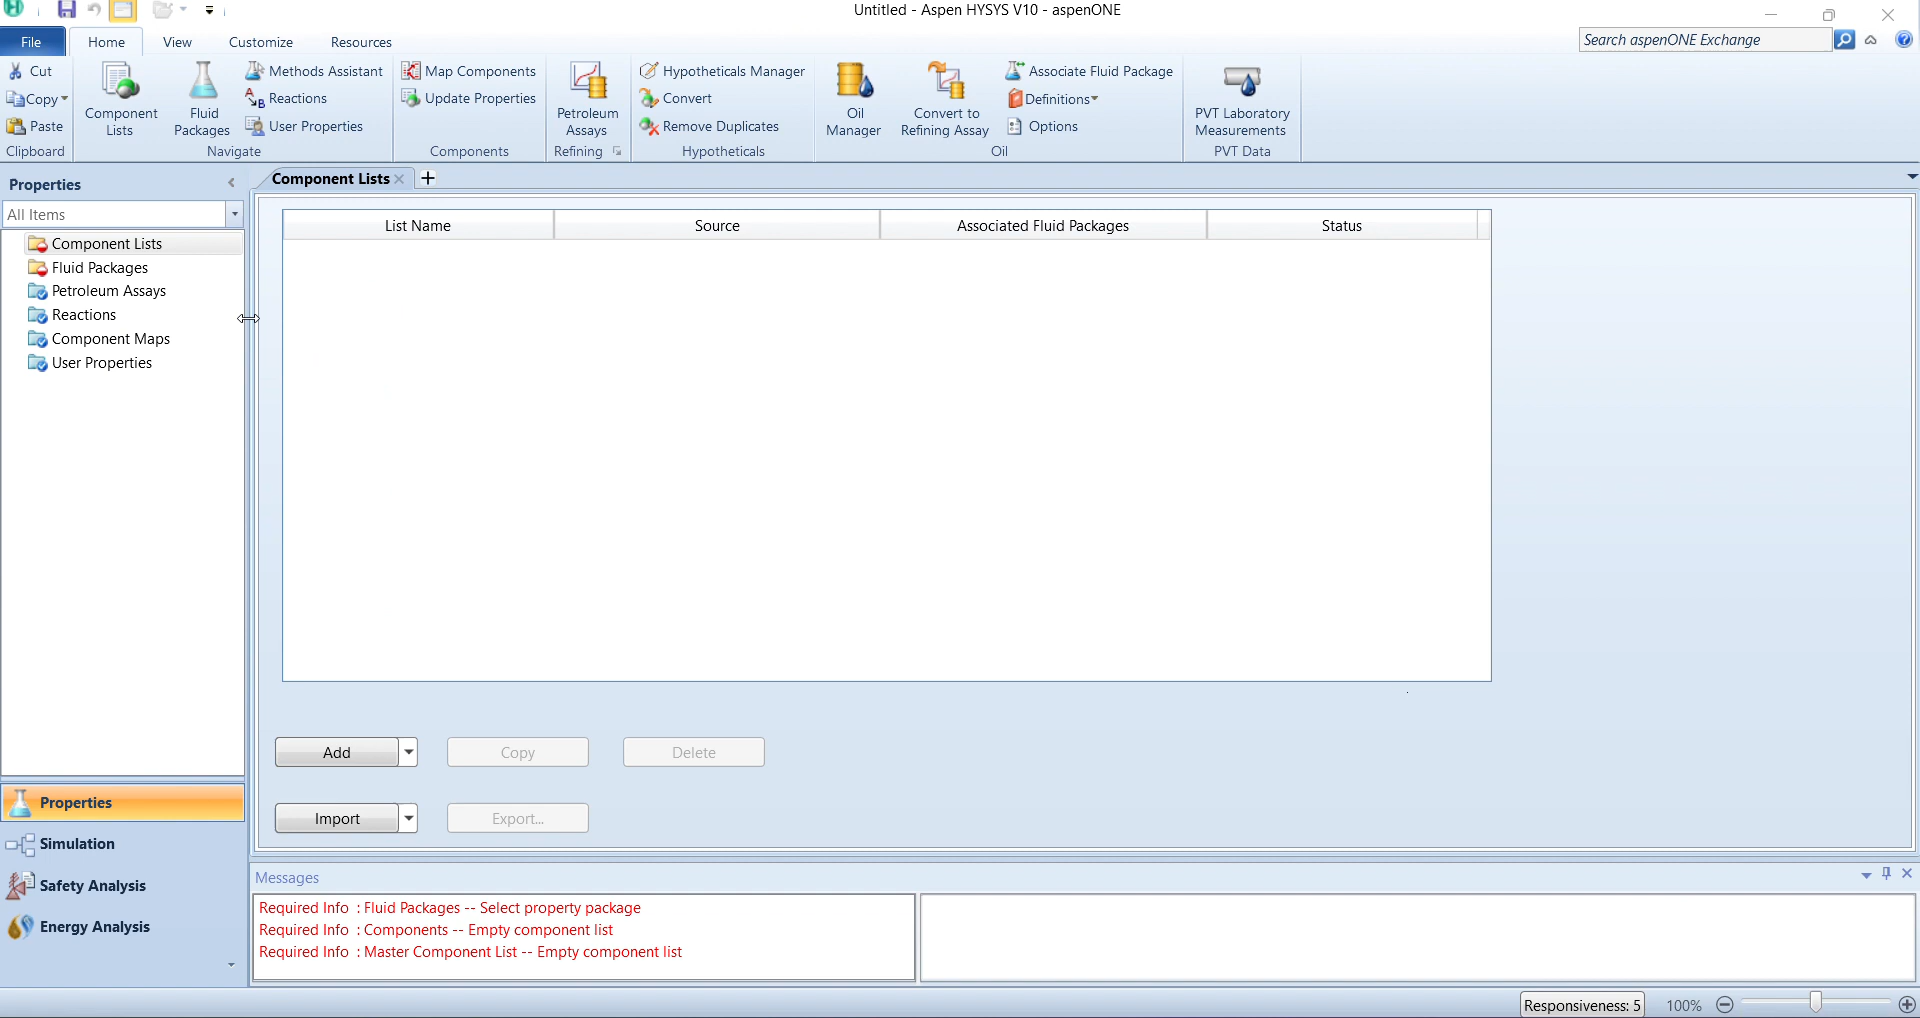 Untitled - Aspen HYSYS V10 - aspenONE
File
Home
View
Customize
Resources
Search aspenONE Exchange
Cut
Copy
Paste
Clipboard
Component
Lists
Fluid
Packages
Methods Assistant
Reactions
User Properties
Navigate
Map Components
Update Properties
Components
Petroleum
Assays
Refining
Hypotheticals Manager
Convert
Remove Duplicates
Hypotheticals
Oil
Manager
Convert to
Refining Assay
Associate Fluid Package
Definitions
Options
Oil
PVT Laboratory
Measurements
PVT Data
Properties
All Items
Component Lists
Fluid Packages
Petroleum Assays
Reactions
Component Maps
User Properties
Properties
Simulation
Safety Analysis
Energy Analysis
Component Lists
List Name
Source
Associated Fluid Packages
Status
Add
Copy
Delete
Import
Export...
Messages
Required Info : Fluid Packages -- Select property package
Required Info : Components -- Empty component list
Required Info : Master Component List -- Empty component list
Responsiveness: 5
100%